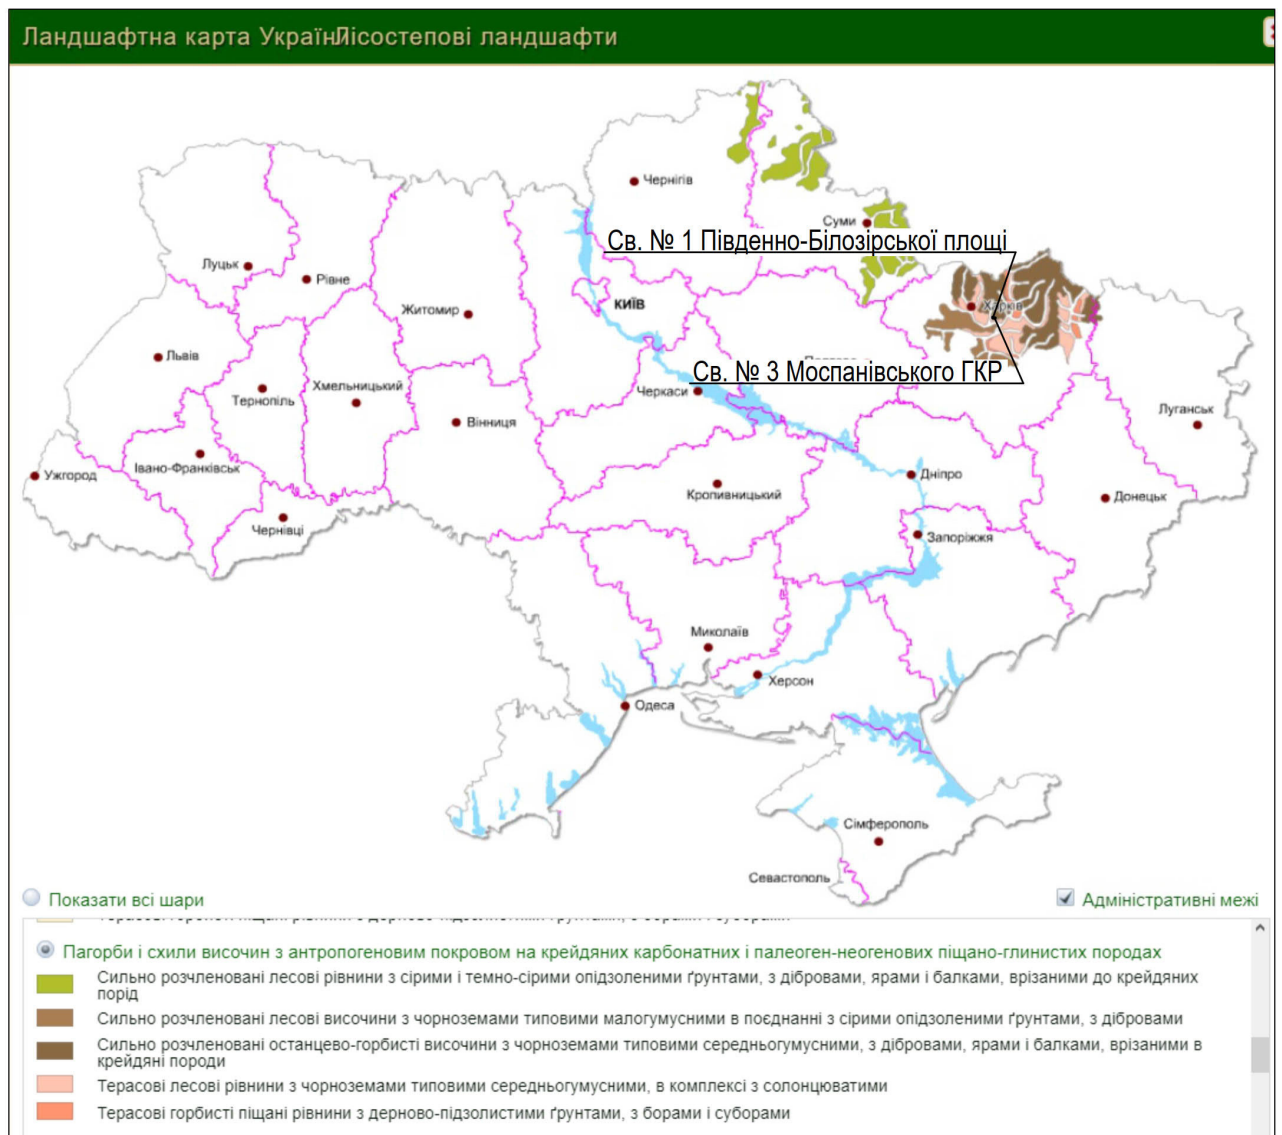 Ландшафтна карта України
Лісостепові ландшафти
Чернігів
Суми
Св. № 1 Південно-Білозірської площі
Луцьк
Рівне
Житомир
КИЇВ
Харків
Львів
Св. № 3 Моспанівського ГКР
Хмельницький
Тернопіль
Черкаси
Вінниця
Луганськ
Івано-Франківськ
Ужгород
Дніпро
Кропивницький
Донецьк
Чернівці
Запоріжжя
Миколаїв
Херсон
Одеса
Сімферополь
Севастополь
Показати всі шари
Адміністративні межі
Пагорби і схили височин з антропогеновим покровом на крейдяних карбонатних і палеоген-неогенових піщано-глинистих породах
Сильно розчленовані лесові рівнини з сірими і темно-сірими опідзоленими ґрунтами, з дібровами, ярами і балками, врізаними до крейдяних
порід
Сильно розчленовані лесові височини з чорноземами типовими малогумусними в поєднанні з сірими опідзоленими ґрунтами, з дібровами
Сильно розчленовані останцево-горбисті височини з чорноземами типовими середньогумусними, з дібровами, ярами і балками, врізаними в
крейдяні породи
Терасові лесові рівнини з чорноземами типовими середньогумусними, в комплексі з солонцюватими
Терасові горбисті піщані рівнини з дерново-підзолистими ґрунтами, з борами і суборами